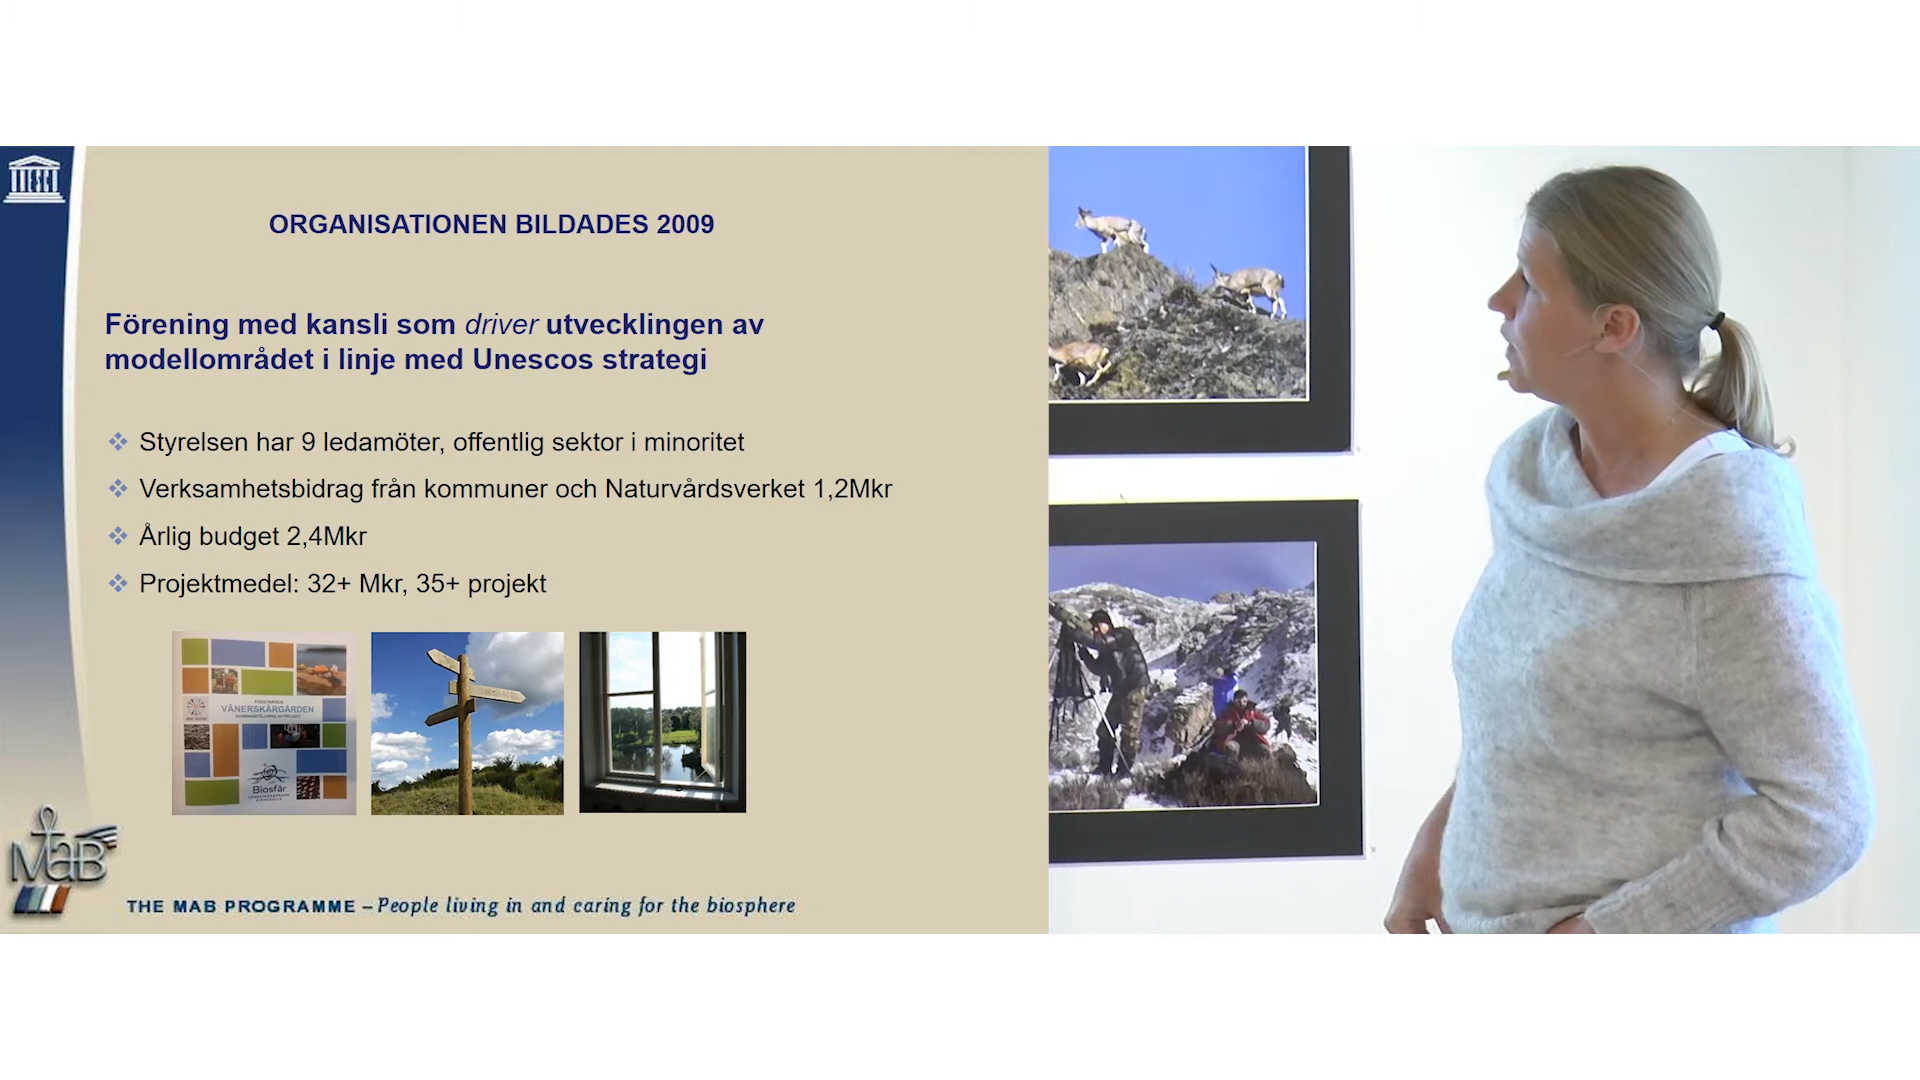 UNESCO
ORGANISATIONEN BILDADES 2009
Förening med kansli som driver utvecklingen av
modellområdet i linje med Unescos strategi
Styrelsen har 9 ledamöter, offentlig sektor i minoritet
Verksamhetsbidrag från kommuner och Naturvårdsverket 1,2Mkr
Årlig budget 2,4Mkr
Projektmedel: 32+ Mkr, 35+ projekt
VÄNERSKÄRGÅRDEN
Biosfär
MaB
THE MAB PROGRAMME – People living in and caring for the biosphere